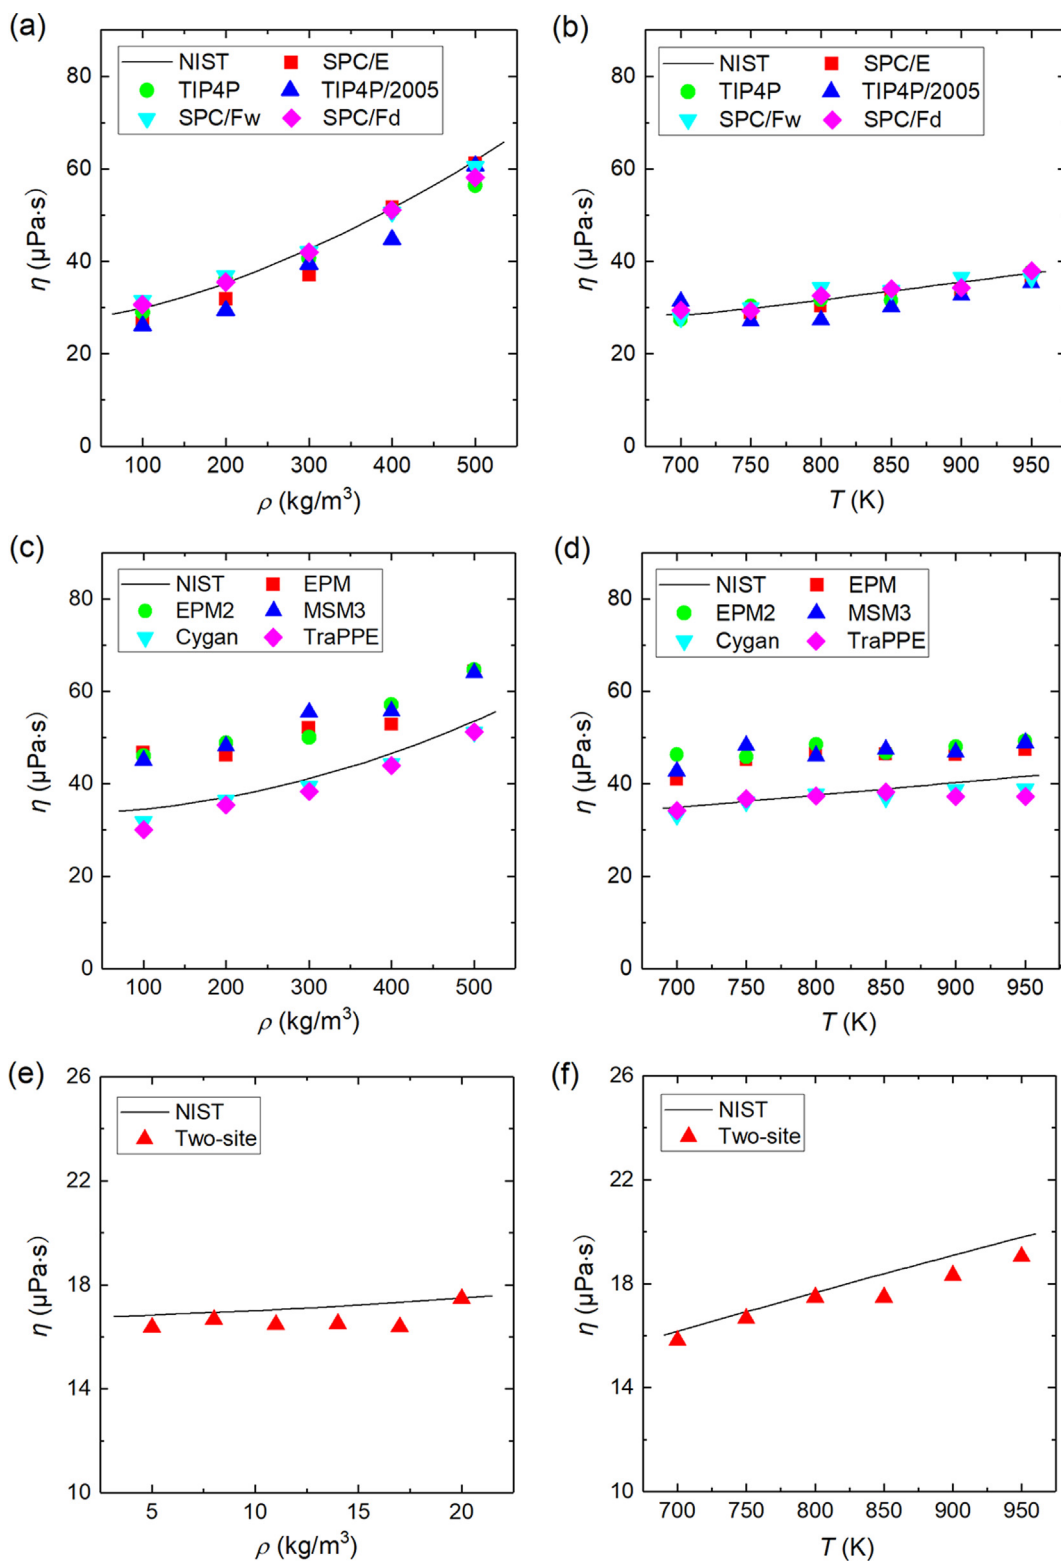 (a)
(b)
NIST SPC/E
TIP4P TIP4P/2005
SPC/Fw SPC/Fd
80
60
40
20
0
η (μPa·s)
100 200 300 400 500
ρ (kg/m³)
NIST SPC/E
TIP4P TIP4P/2005
SPC/Fw SPC/Fd
80
60
40
20
0
η (μPa·s)
700 750 800 850 900 950
T (K)
(c)
(d)
NIST EPM
EPM2 MSM3
Cygan TraPPE
80
60
40
20
0
η (μPa·s)
100 200 300 400 500
ρ (kg/m³)
NIST EPM
EPM2 MSM3
Cygan TraPPE
80
60
40
20
0
η (μPa·s)
700 750 800 850 900 950
T (K)
(e)
(f)
NIST
Two-site
26
22
18
14
10
η (μPa·s)
5 10 15 20
ρ (kg/m³)
NIST
Two-site
26
22
18
14
10
η (μPa·s)
700 750 800 850 900 950
T (K)